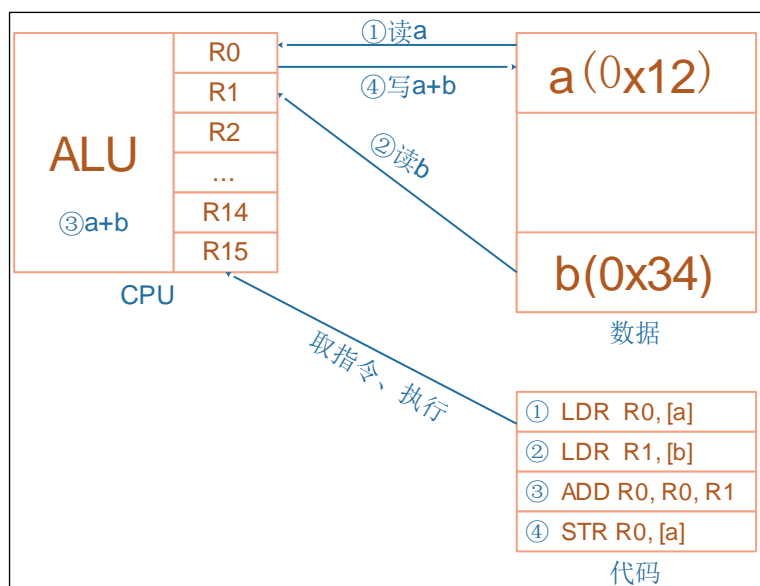 ①读a
④写a+b
②读b
ALU
③a+b
R0
R1
R2
...
R14
R15
CPU
a(0x12)
b(0x34)
数据
取指令、执行
① LDR R0, [a]
② LDR R1, [b]
③ ADD R0, R0, R1
④ STR R0, [a]
代码